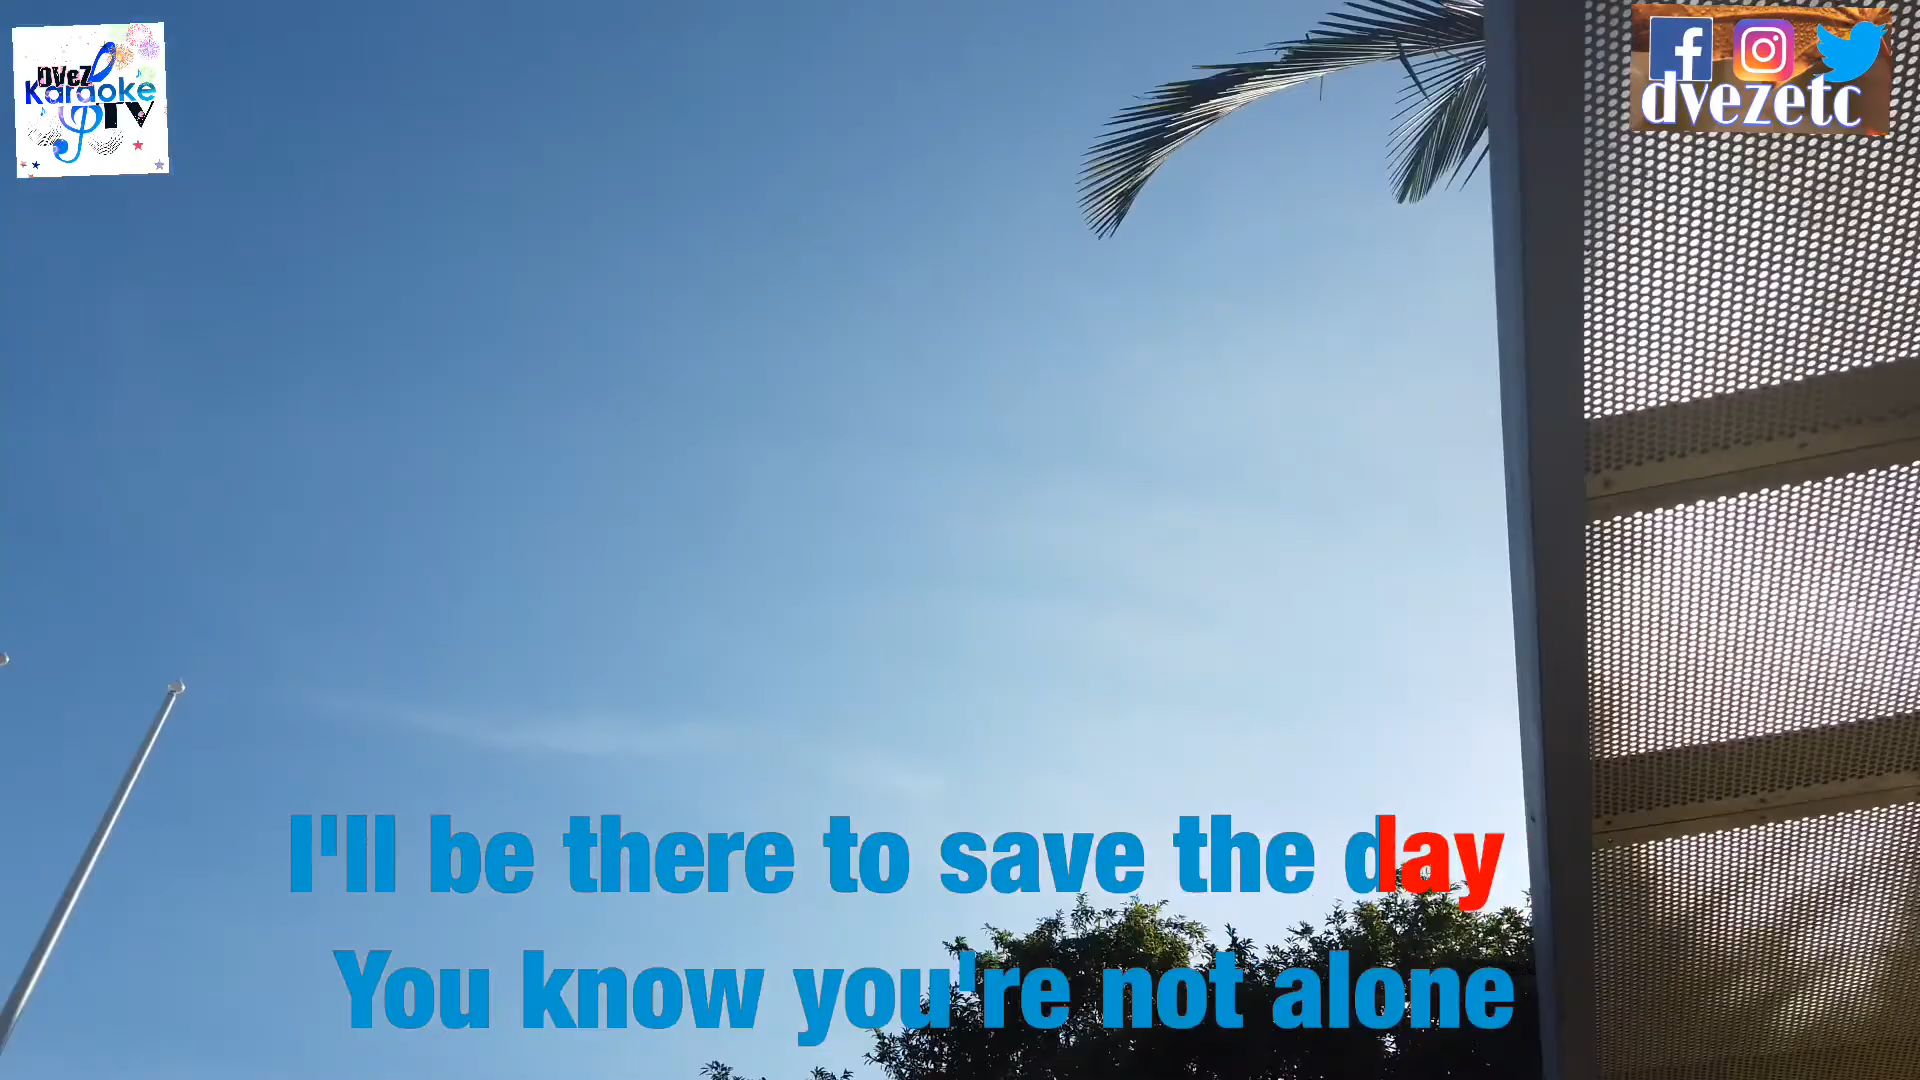 DVeZ
Karaoke
TV
dvezetc
I'll be there to save the day
You know you're not alone